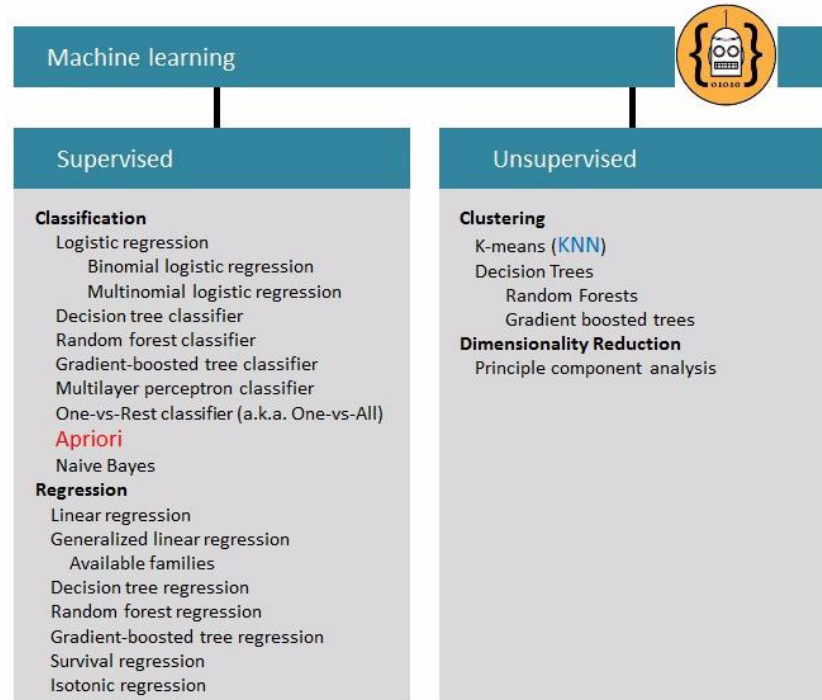 Machine learning
{ }
01010
Supervised
Classification
Logistic regression
Binomial logistic regression
Multinomial logistic regression
Decision tree classifier
Random forest classifier
Gradient-boosted tree classifier
Multilayer perceptron classifier
One-vs-Rest classifier (a.k.a. One-vs-All)
Apriori
Naive Bayes
Regression
Linear regression
Generalized linear regression
Available families
Decision tree regression
Random forest regression
Gradient-boosted tree regression
Survival regression
Isotonic regression
Unsupervised
Clustering
K-means (KNN)
Decision Trees
Random Forests
Gradient boosted trees
Dimensionality Reduction
Principle component analysis